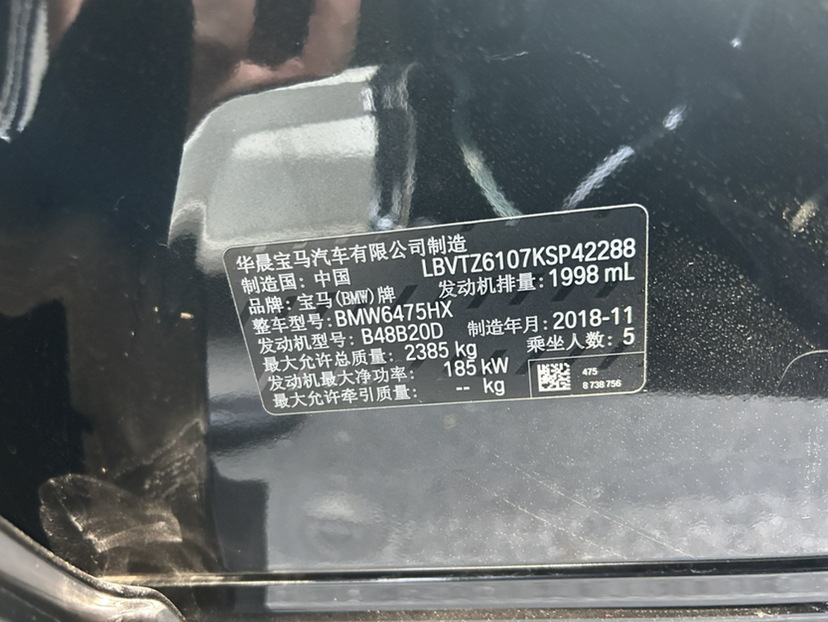 华晨宝马汽车有限公司制造
制造国：中国 LBVTZ6107KSP42288
品牌：宝马(BMW)牌 发动机排量：1998 mL
整车型号：BMW6475HX
发动机型号：B48B20D 制造年月：2018-11
最大允许总质量：2385 kg 乘坐人数：5
发动机最大净功率：185 kW
最大允许牵引质量：-- kg
475
8 738 756